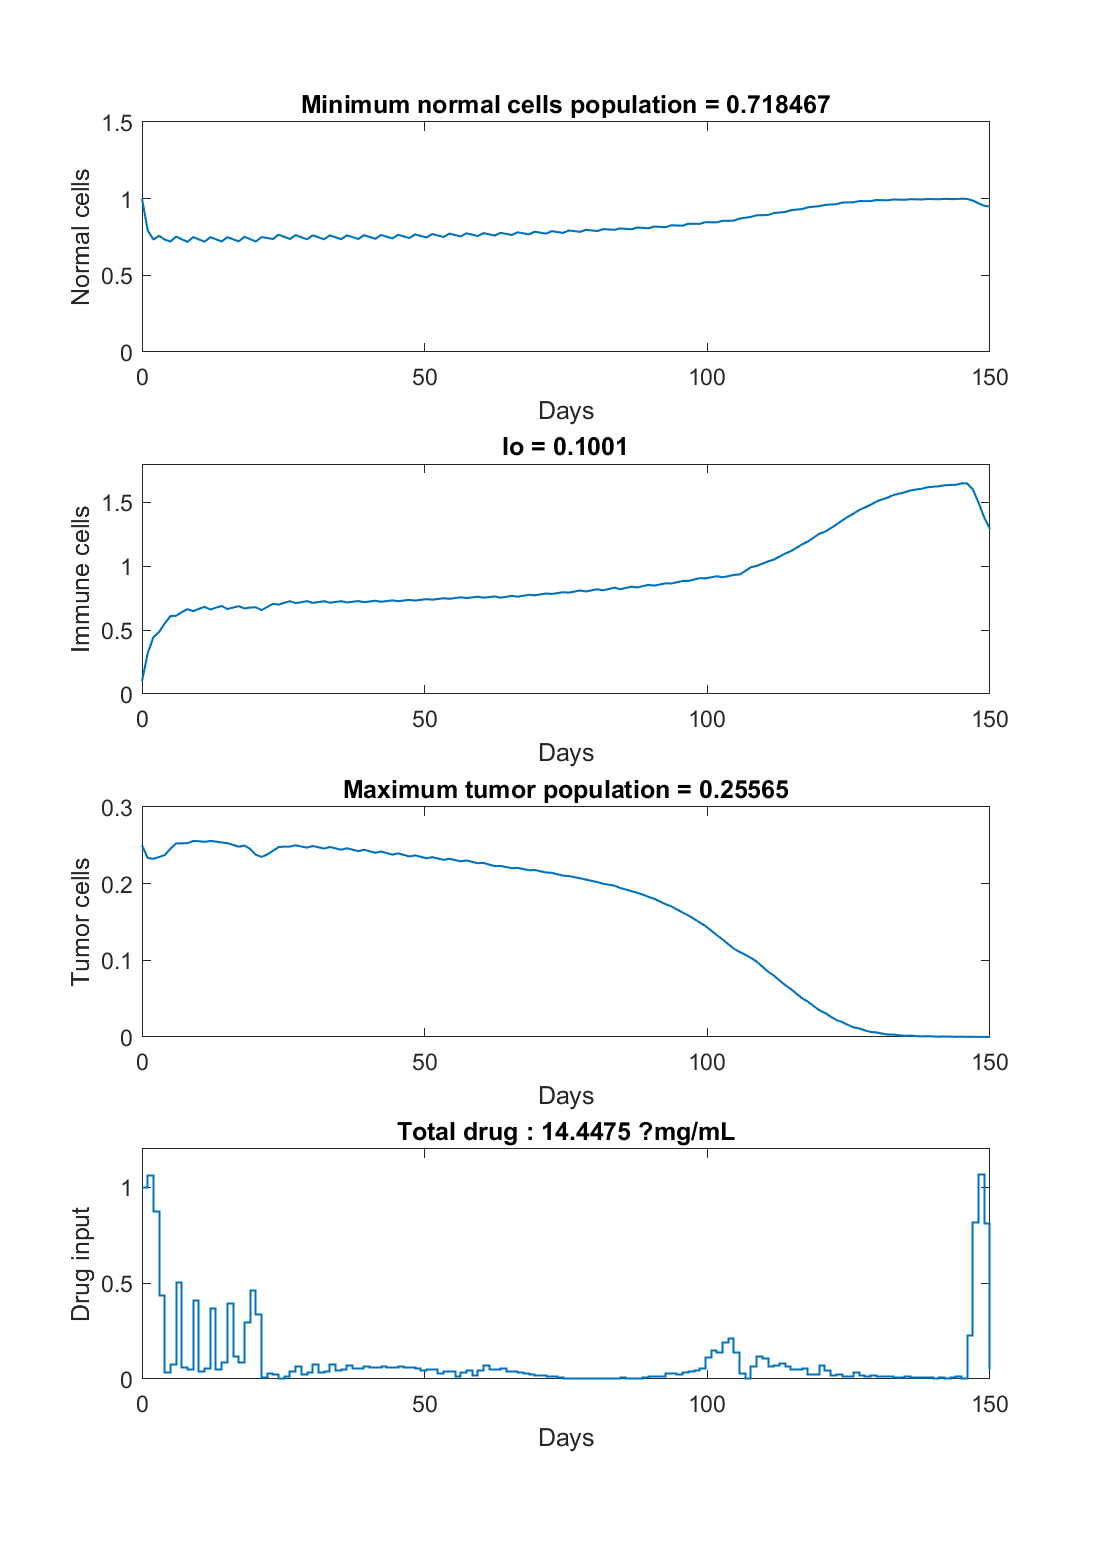 Minimum normal cells population = 0.718467
1.5
1
0.5
0
Normal cells
0 50 100 150
Days
Io = 0.1001
1.5
1
0.5
0
Immune cells
0 50 100 150
Days
Maximum tumor population = 0.25565
0.3
0.2
0.1
0
Tumor cells
0 50 100 150
Days
Total drug : 14.4475 ?mg/mL
1
0.5
0
Drug input
0 50 100 150
Days